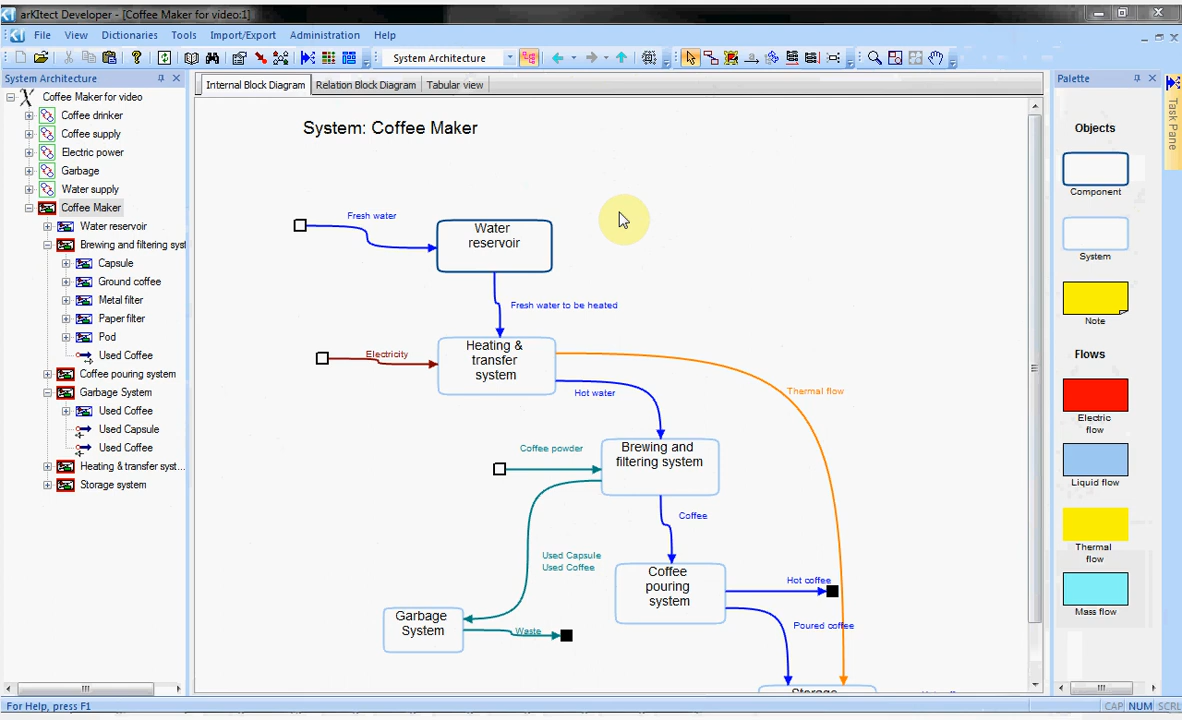 arKItect Developer - [Coffee Maker for video:1]
File View Dictionaries Tools Import/Export Administration Help
System Architecture
System Architecture
Coffee Maker for video
Coffee drinker
Coffee supply
Electric power
Garbage
Water supply
Coffee Maker
Water reservoir
Brewing and filtering syst
Capsule
Ground coffee
Metal filter
Paper filter
Pod
Used Coffee
Coffee pouring system
Garbage System
Used Coffee
Used Capsule
Used Coffee
Heating & transfer syst...
Storage system
Internal Block Diagram
Relation Block Diagram
Tabular view
System: Coffee Maker
Fresh water
Water
reservoir
Fresh water to be heated
Electricity
Heating &
transfer
system
Thermal flow
Hot water
Coffee powder
Brewing and
filtering system
Coffee
Used Capsule
Used Coffee
Coffee
pouring
system
Hot coffee
Poured coffee
Garbage
System
Waste
Storage
Palette
Objects
Component
System
Note
Flows
Electric
flow
Liquid flow
Thermal
flow
Mass flow
Task Pane
For Help, press F1
CAP NUM SCRL